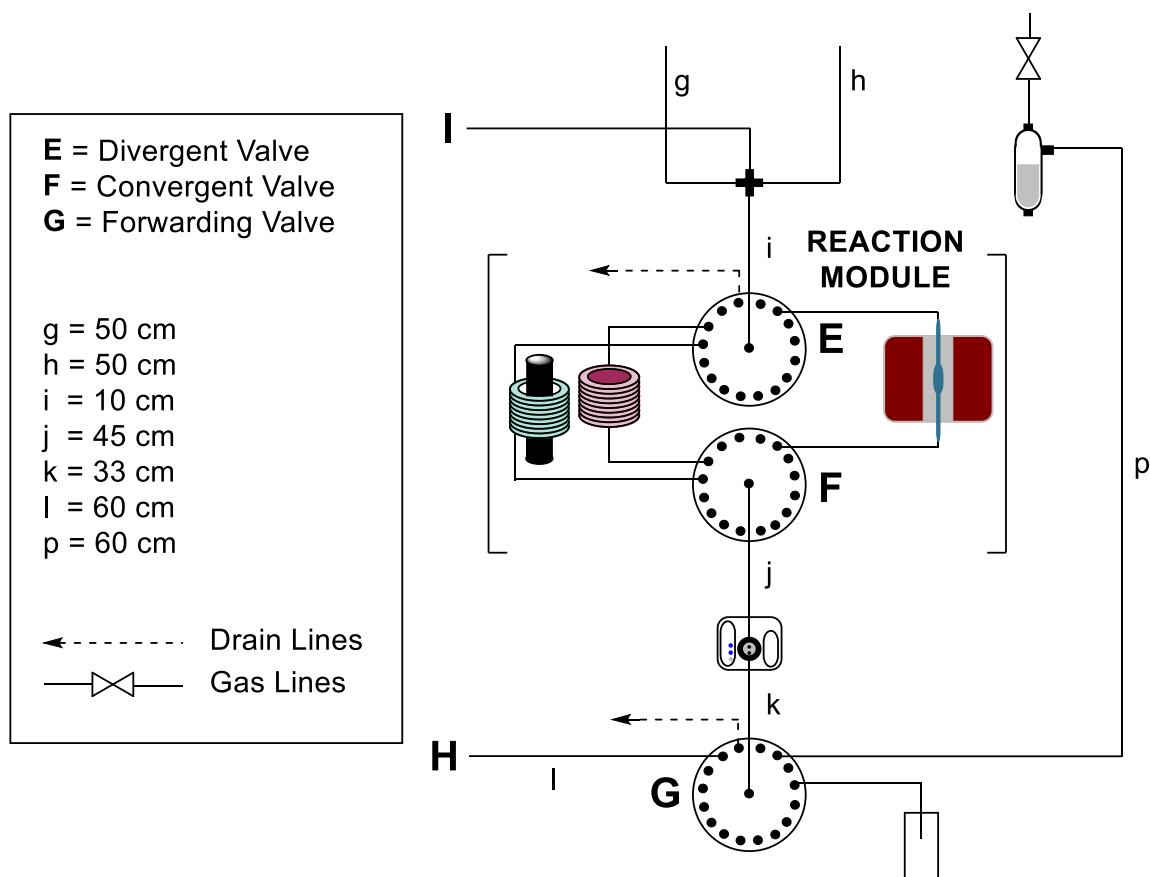 E = Divergent Valve
F = Convergent Valve
G = Forwarding Valve
g = 50 cm
h = 50 cm
i = 10 cm
j = 45 cm
k = 33 cm
l = 60 cm
p = 60 cm
Drain Lines
Gas Lines
g
h
I
i
REACTION
MODULE
E
F
p
j
k
H
l
G